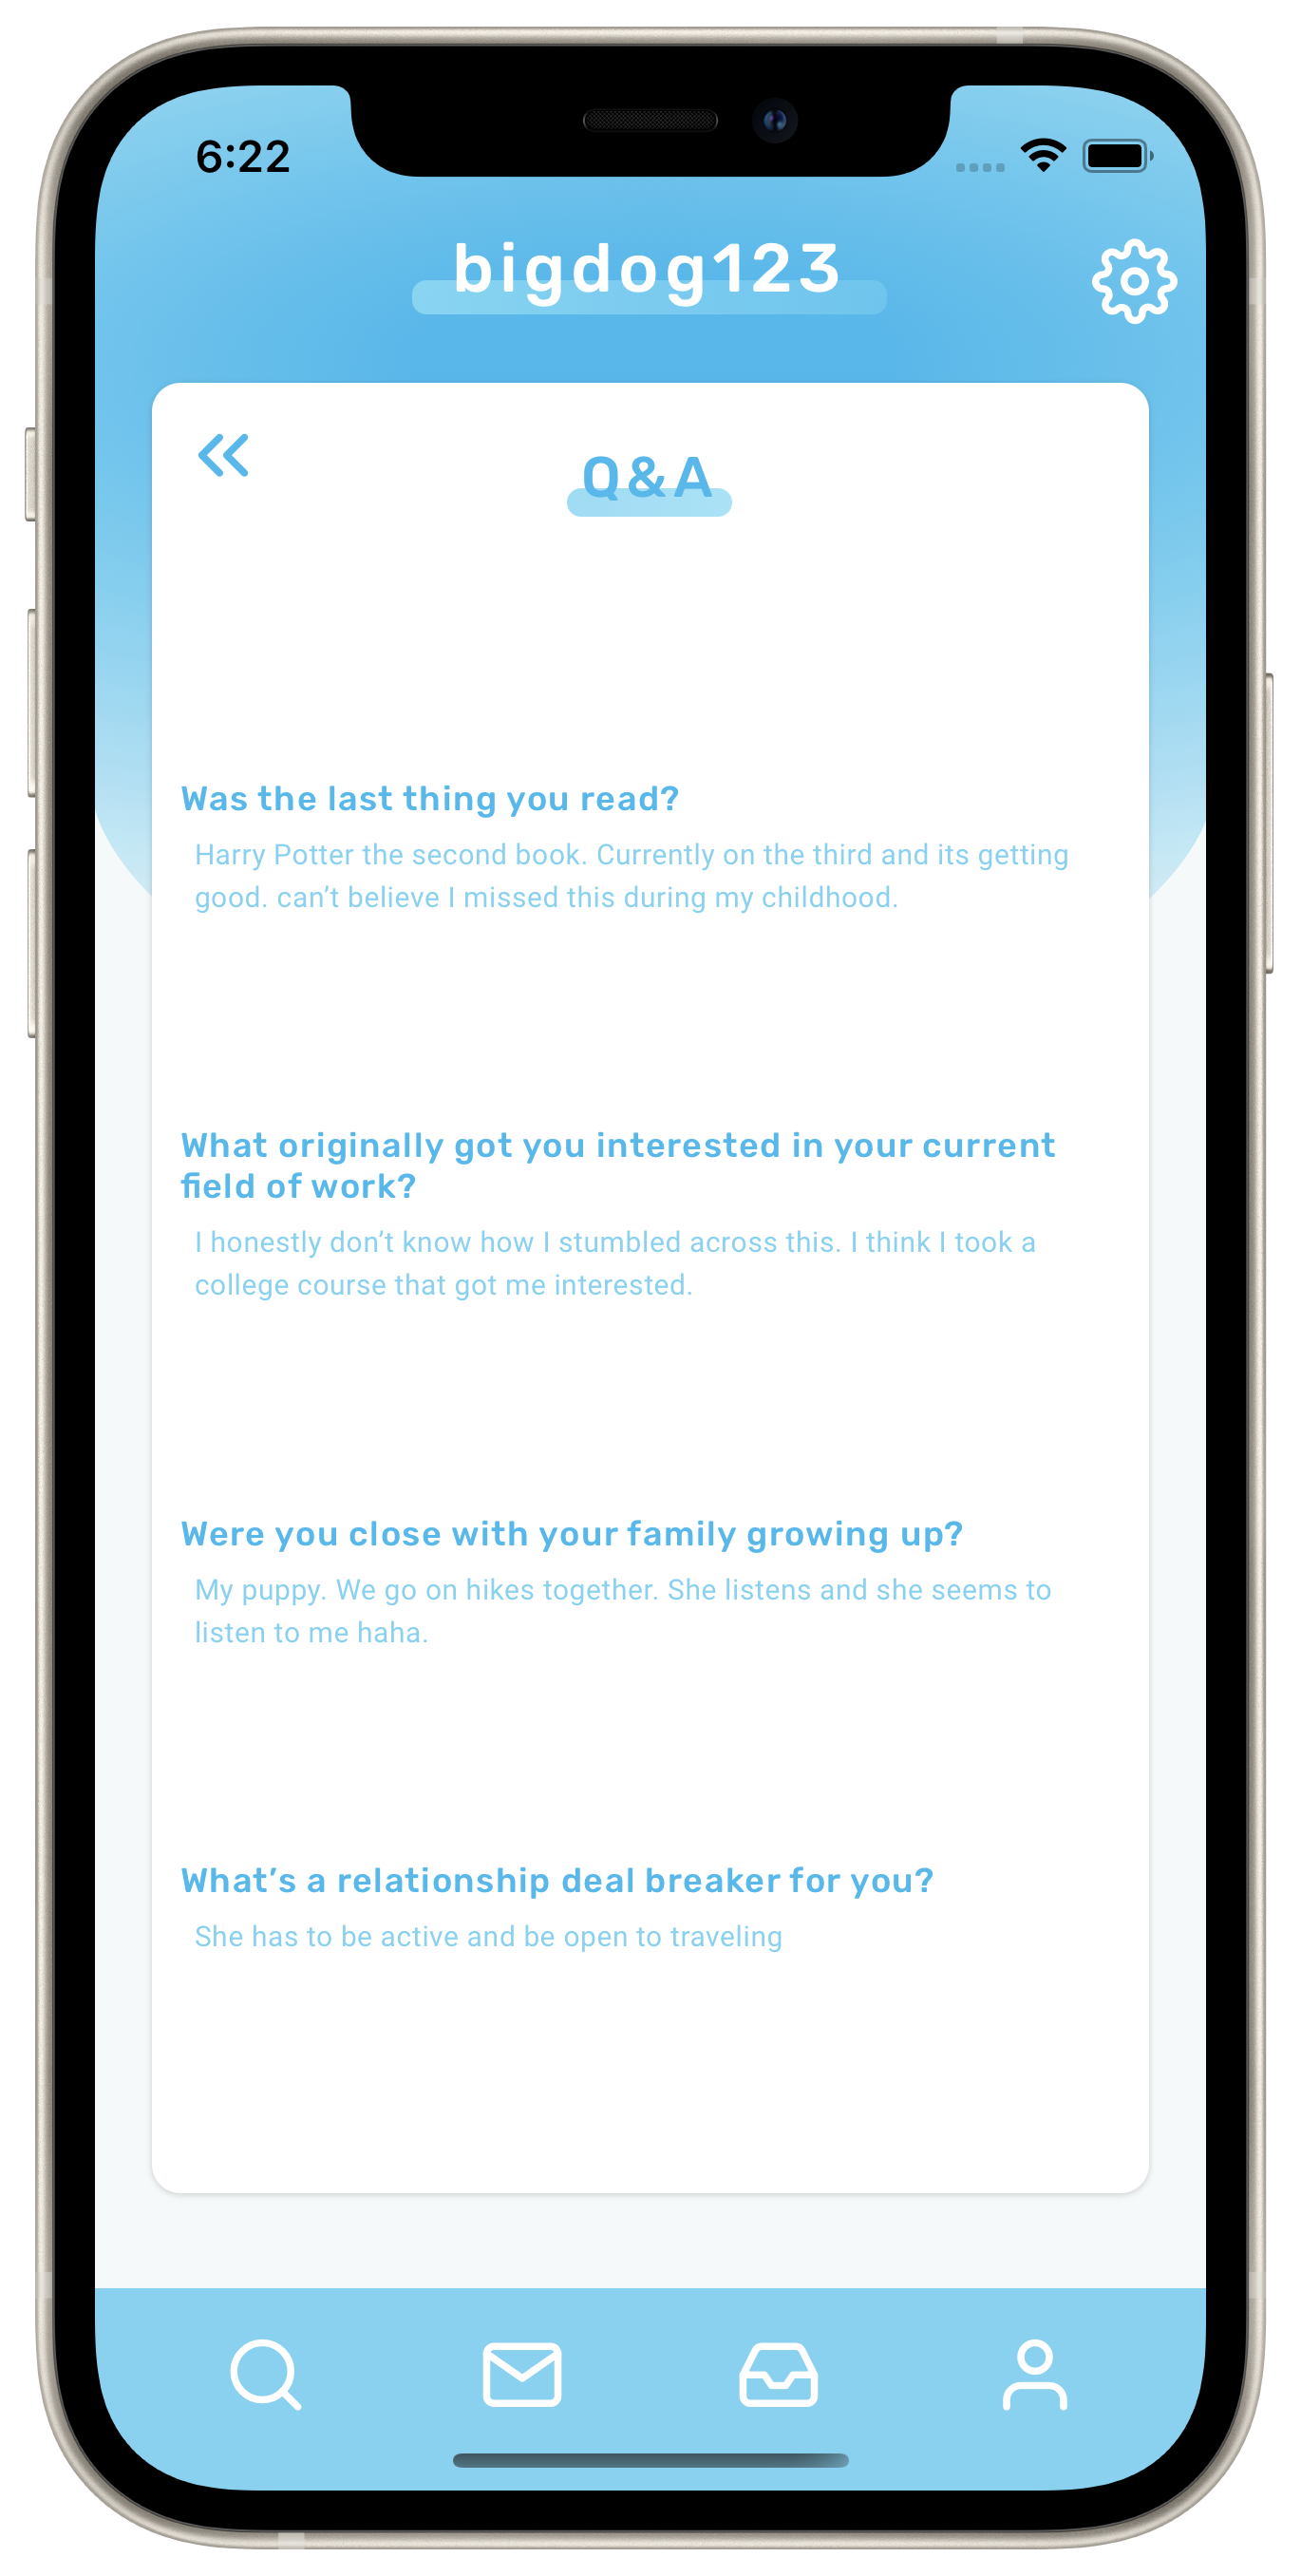 6:22
bigdog123
Q&A
Was the last thing you read?
Harry Potter the second book. Currently on the third and its getting
good. can’t believe I missed this during my childhood.
What originally got you interested in your current
field of work?
I honestly don’t know how I stumbled across this. I think I took a
college course that got me interested.
Were you close with your family growing up?
My puppy. We go on hikes together. She listens and she seems to
listen to me haha.
What’s a relationship deal breaker for you?
She has to be active and be open to traveling